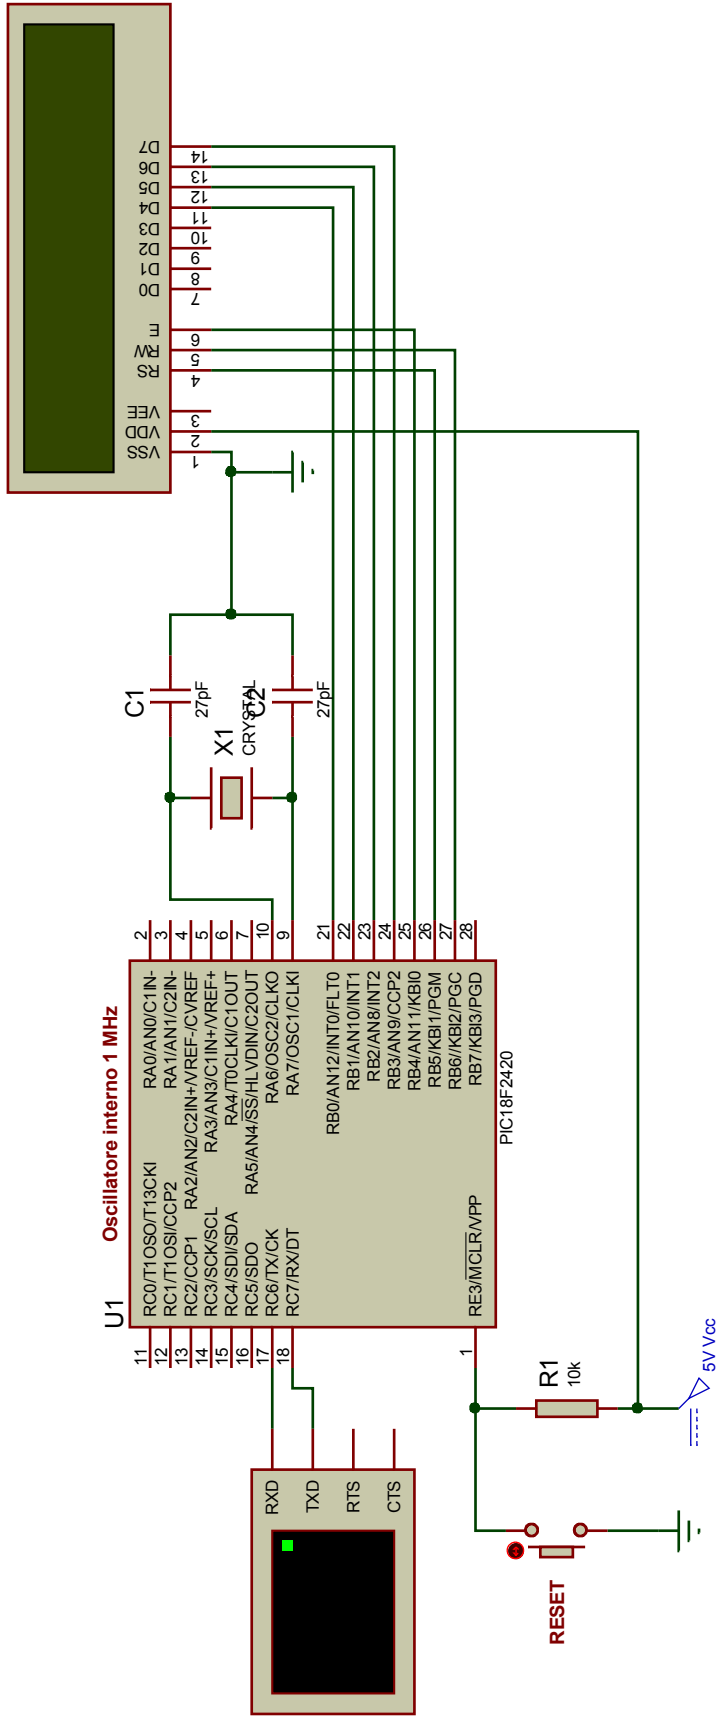 D7
14
D6
13
D5
12
D4
11
D3
10
D2
9
D1
8
D0
7
E
6
RW
5
RS
4
VEE
3
VDD
2
VSS
1
C1
27pF
X1
CRYSTAL
C2
27pF
2
3
4
5
6
7
10
9
21
22
23
24
25
26
27
28
Oscillatore interno 1 MHz
U1
RA0/AN0/C1IN-
RA1/AN1/C2IN-
RA2/AN2/C2IN+/VREF-/CVREF
RA3/AN3/C1IN+/VREF+
RA4/T0CLKI/C1OUT
RA5/AN4/SS/HLVDIN/C2OUT
RA6/OSC2/CLKO
RA7/OSC1/CLKI
RB0/AN12/INT0/FLT0
RB1/AN10/INT1
RB2/AN8/INT2
RB3/AN9/CCP2
RB4/AN11/KBI0
RB5/KBI1/PGM
RB6//KBI2/PGC
RB7/KBI3/PGD
PIC18F2420
RC0/T1OSO/T13CKI
RC1/T1OSI/CCP2
RC2/CCP1
RC3/SCK/SCL
RC4/SDI/SDA
RC5/SDO
RC6/TX/CK
RC7/RX/DT
RE3/MCLR/VPP
11
12
13
14
15
16
17
18
1
R1
10k
5V Vcc
RXD
TXD
RTS
CTS
RESET